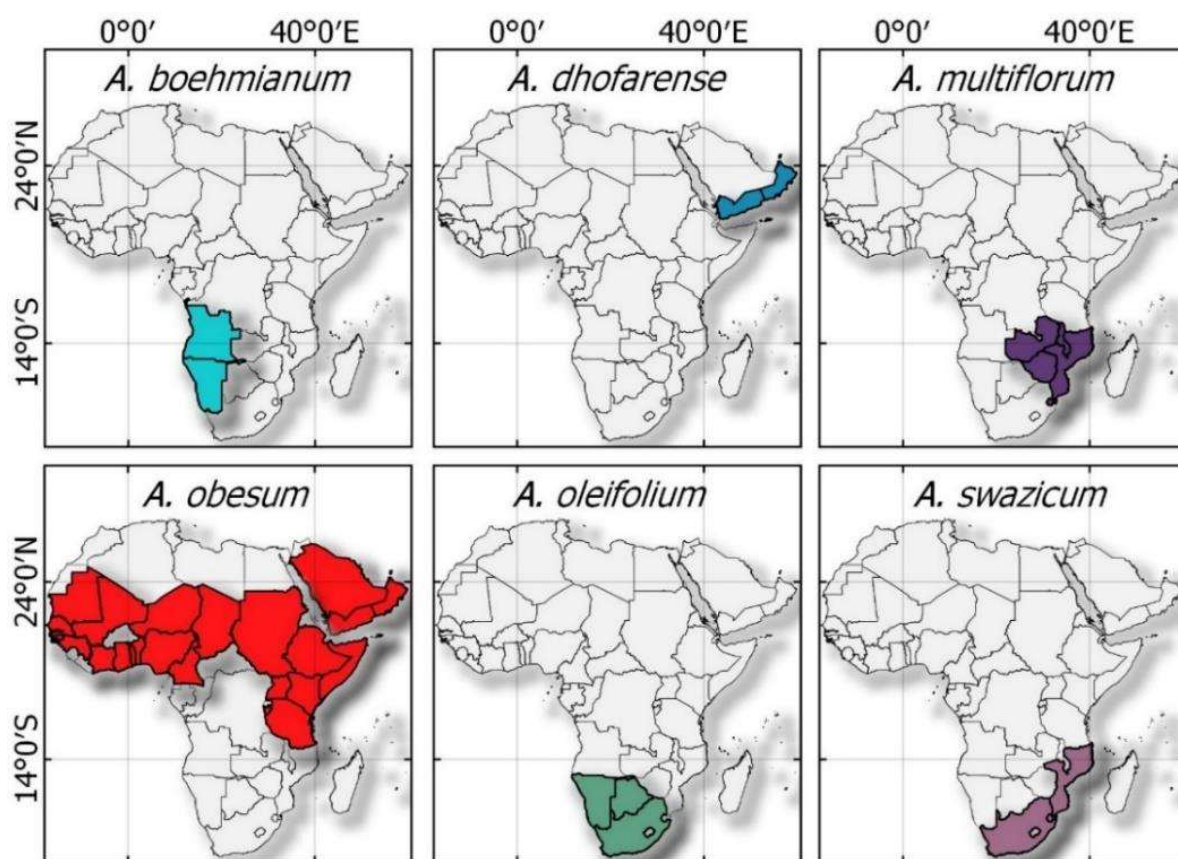 0°0′ 40°0′E 0°0′ 40°0′E 0°0′ 40°0′E
A. boehmianum A. dhofarense A. multiflorum
24°0′N
14°0′S
A. obesum A. oleifolium A. swazicum
24°0′N
14°0′S